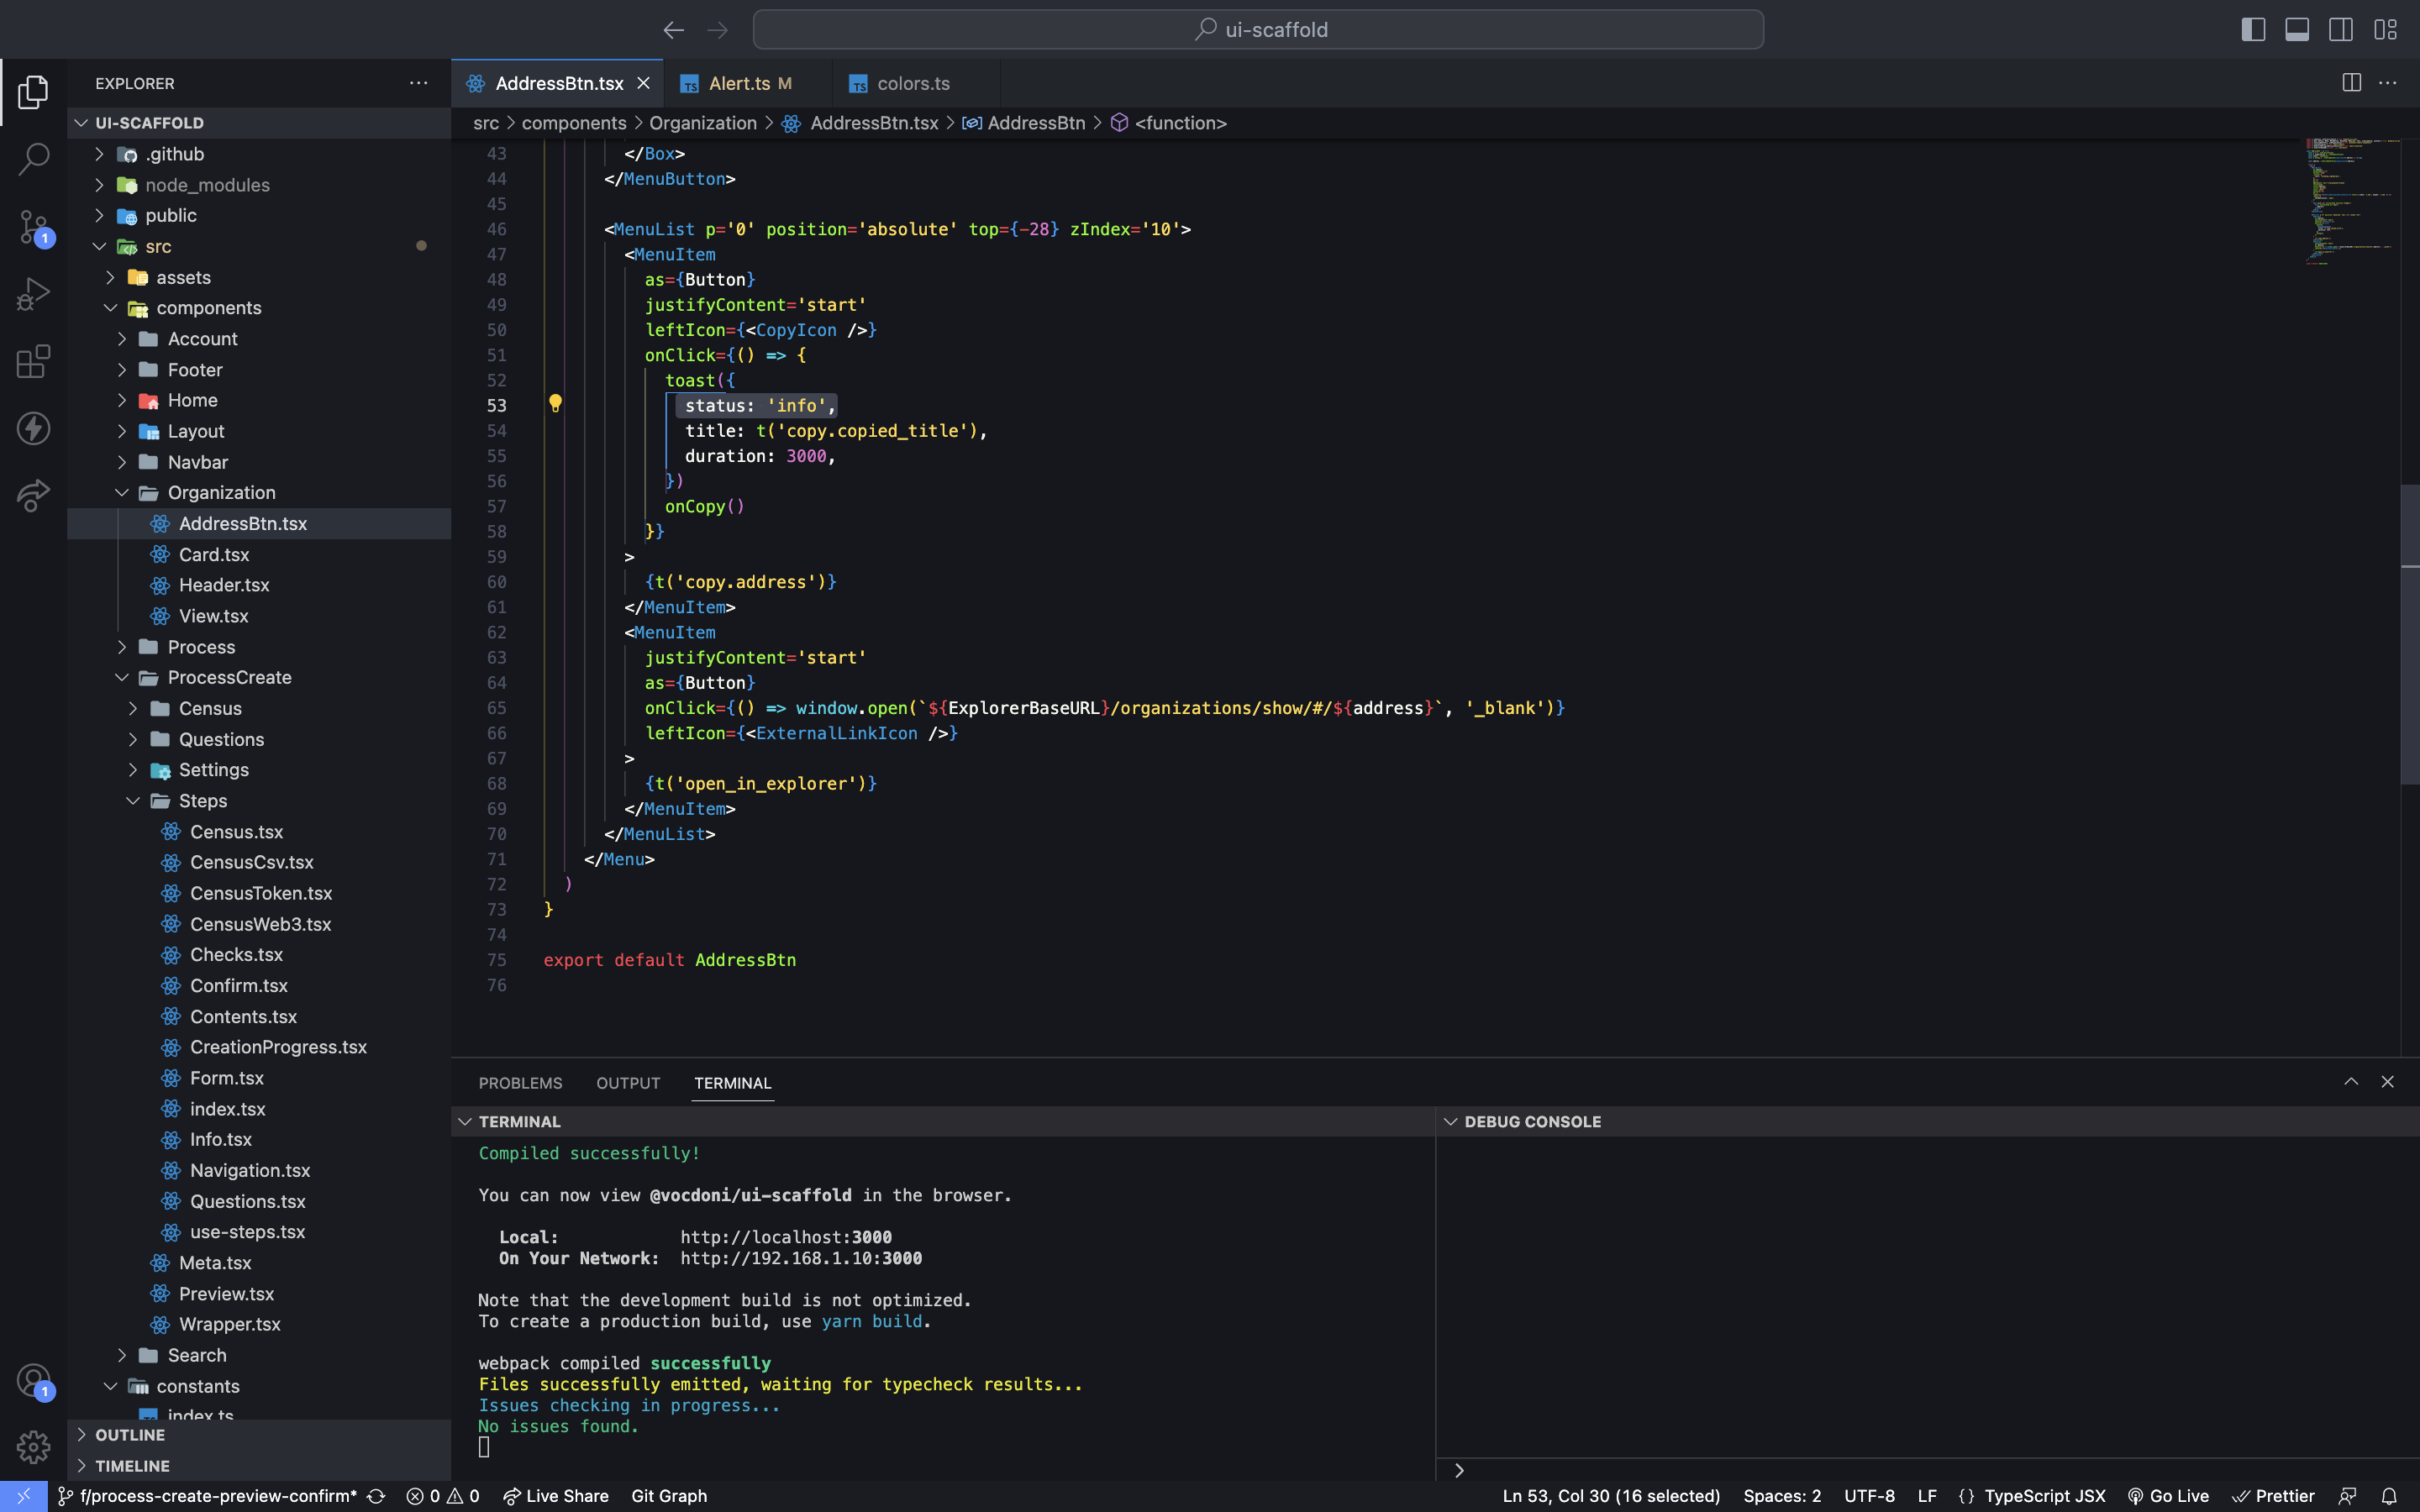 ui-scaffold
EXPLORER
UI-SCAFFOLD
.github
node_modules
public
src
assets
components
Account
Footer
Home
Layout
Navbar
Organization
AddressBtn.tsx
Card.tsx
Header.tsx
View.tsx
Process
ProcessCreate
Census
Questions
Settings
Steps
Census.tsx
CensusCsv.tsx
CensusToken.tsx
CensusWeb3.tsx
Checks.tsx
Confirm.tsx
Contents.tsx
CreationProgress.tsx
Form.tsx
index.tsx
Info.tsx
Navigation.tsx
Questions.tsx
use-steps.tsx
Meta.tsx
Preview.tsx
Wrapper.tsx
Search
constants
index.ts
OUTLINE
TIMELINE
1
1
AddressBtn.tsx
TS Alert.ts M
TS colors.ts
src > components > Organization > AddressBtn.tsx > AddressBtn > <function>
43 </Box>
44 </MenuButton>
45
46 <MenuList p='0' position='absolute' top={-28} zIndex='10'>
47 <MenuItem
48 as={Button}
49 justifyContent='start'
50 leftIcon={<CopyIcon />}
51 onClick={() => {
52 toast({
53 status: 'info',
54 title: t('copy.copied_title'),
55 duration: 3000,
56 })
57 onCopy()
58 }}
59 >
60 {t('copy.address')}
61 </MenuItem>
62 <MenuItem
63 justifyContent='start'
64 as={Button}
65 onClick={() => window.open(`${ExplorerBaseURL}/organizations/show/#/${address}`, '_blank')}
66 leftIcon={<ExternalLinkIcon />}
67 >
68 {t('open_in_explorer')}
69 </MenuItem>
70 </MenuList>
71 </Menu>
72 )
73 }
74
75 export default AddressBtn
76
PROBLEMS OUTPUT TERMINAL
TERMINAL
Compiled successfully!
You can now view @vocdoni/ui-scaffold in the browser.
Local: http://localhost:3000
On Your Network: http://192.168.1.10:3000
Note that the development build is not optimized.
To create a production build, use yarn build.
webpack compiled successfully
Files successfully emitted, waiting for typecheck results...
Issues checking in progress...
No issues found.
DEBUG CONSOLE
>
f/process-create-preview-confirm* 0 0 Live Share Git Graph Ln 53, Col 30 (16 selected) Spaces: 2 UTF-8 LF {} TypeScript JSX Go Live Prettier